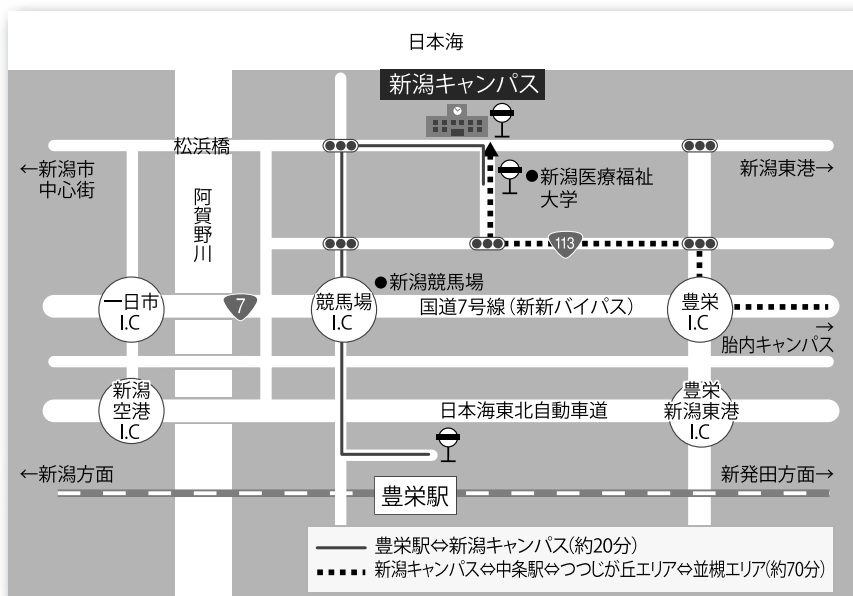 日本海
新潟キャンパス
松浜橋
←新潟市
中心街
新潟東港→
●新潟医療福祉
大学
阿賀野川
113
●新潟競馬場
一日市
I.C
7
競馬場
I.C
国道7号線(新新バイパス)
豊栄
I.C
→
胎内キャンパス
新潟
空港
I.C
日本海東北自動車道
豊栄
新潟東港
I.C
←新潟方面
新発田方面→
豊栄駅
豊栄駅⇔新潟キャンパス(約20分)
新潟キャンパス⇔中条駅⇔つつじが丘エリア⇔並槻エリア(約70分)